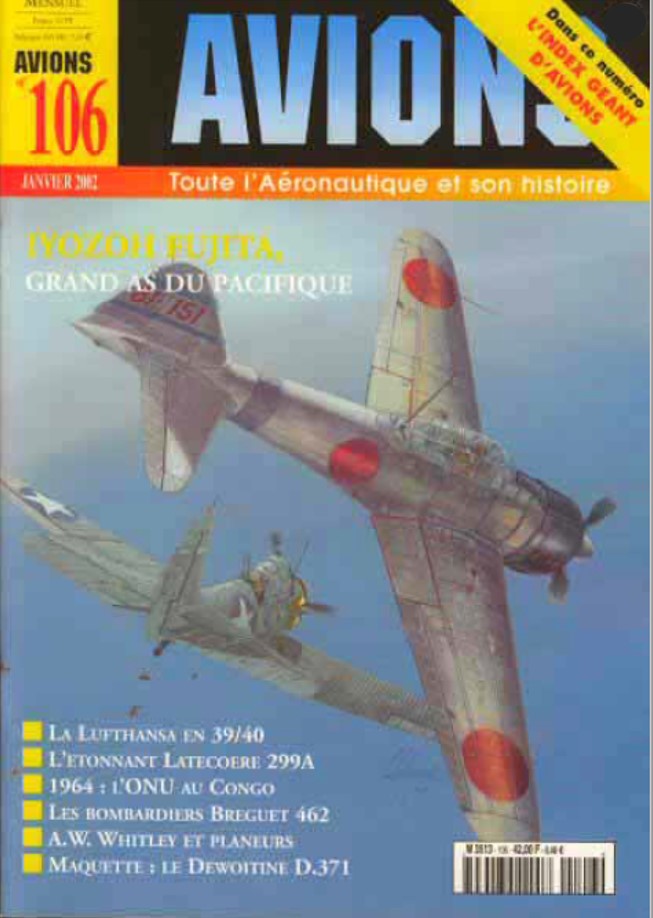 MENSUEL
AVIONS
N° 106
JANVIER 2002
AVIONS
Dans ce numéro
L'INDEX GEANT
D'AVIONS
Toute l'Aéronautique et son histoire
IYOZOH FUJITA,
GRAND AS DU PACIFIQUE
151
LA LUFTHANSA EN 39/40
L'ETONNANT LATECOERE 299A
1964 : L'ONU AU CONGO
LES BOMBARDIERS BREGUET 462
A.W. WHITLEY ET PLANEURS
MAQUETTE : LE DEWOITINE D.371